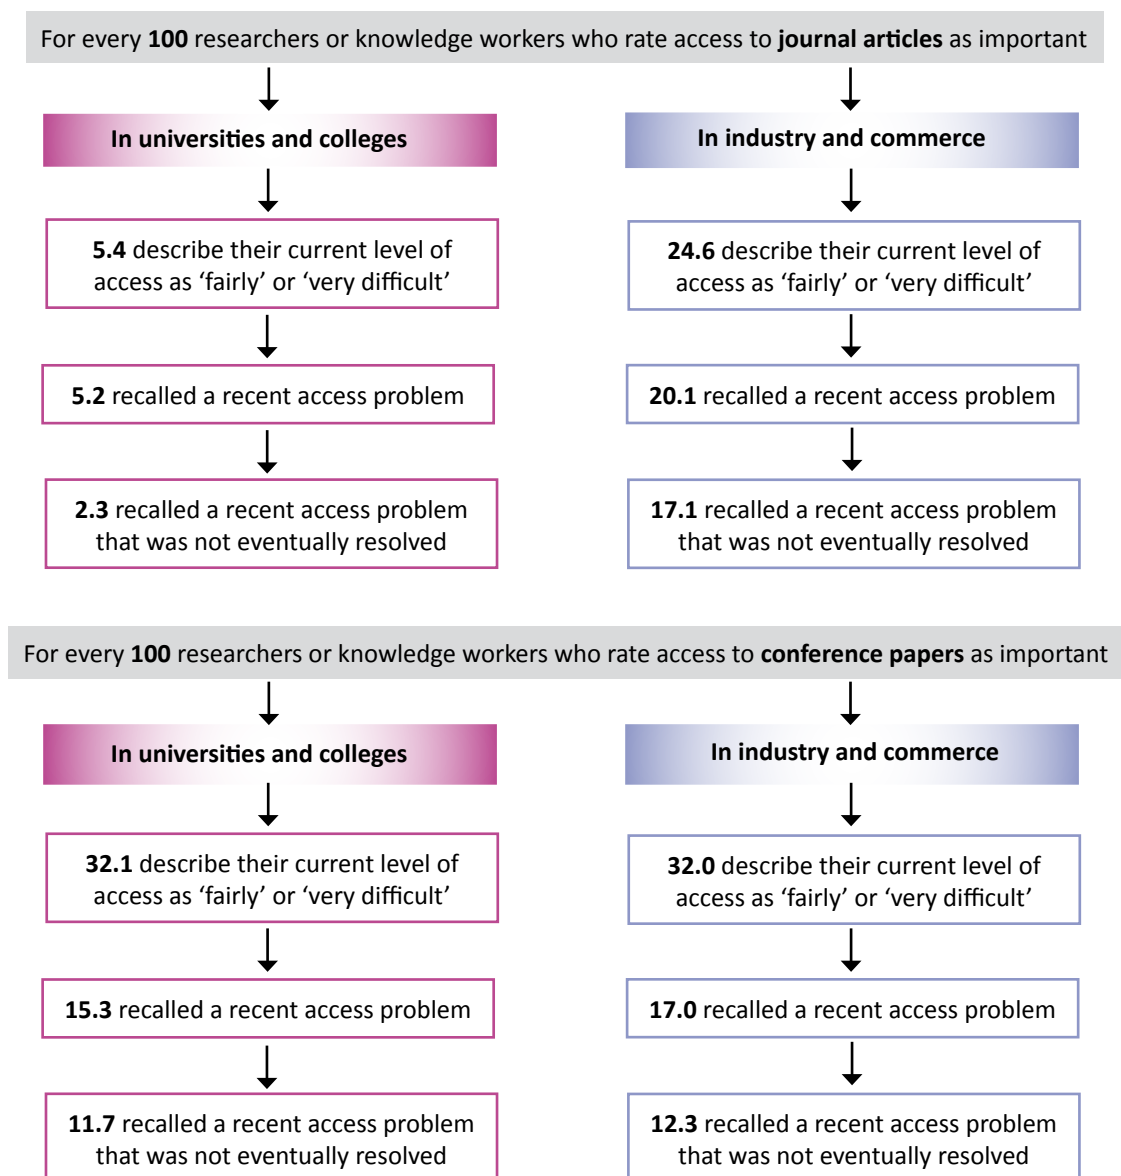 For every 100 researchers or knowledge workers who rate access to journal articles as important
In universities and colleges
5.4 describe their current level of
access as ‘fairly’ or ‘very difficult’
5.2 recalled a recent access problem
2.3 recalled a recent access problem
that was not eventually resolved
In industry and commerce
24.6 describe their current level of
access as ‘fairly’ or ‘very difficult’
20.1 recalled a recent access problem
17.1 recalled a recent access problem
that was not eventually resolved
For every 100 researchers or knowledge workers who rate access to conference papers as important
In universities and colleges
32.1 describe their current level of
access as ‘fairly’ or ‘very difficult’
15.3 recalled a recent access problem
11.7 recalled a recent access problem
that was not eventually resolved
In industry and commerce
32.0 describe their current level of
access as ‘fairly’ or ‘very difficult’
17.0 recalled a recent access problem
12.3 recalled a recent access problem
that was not eventually resolved